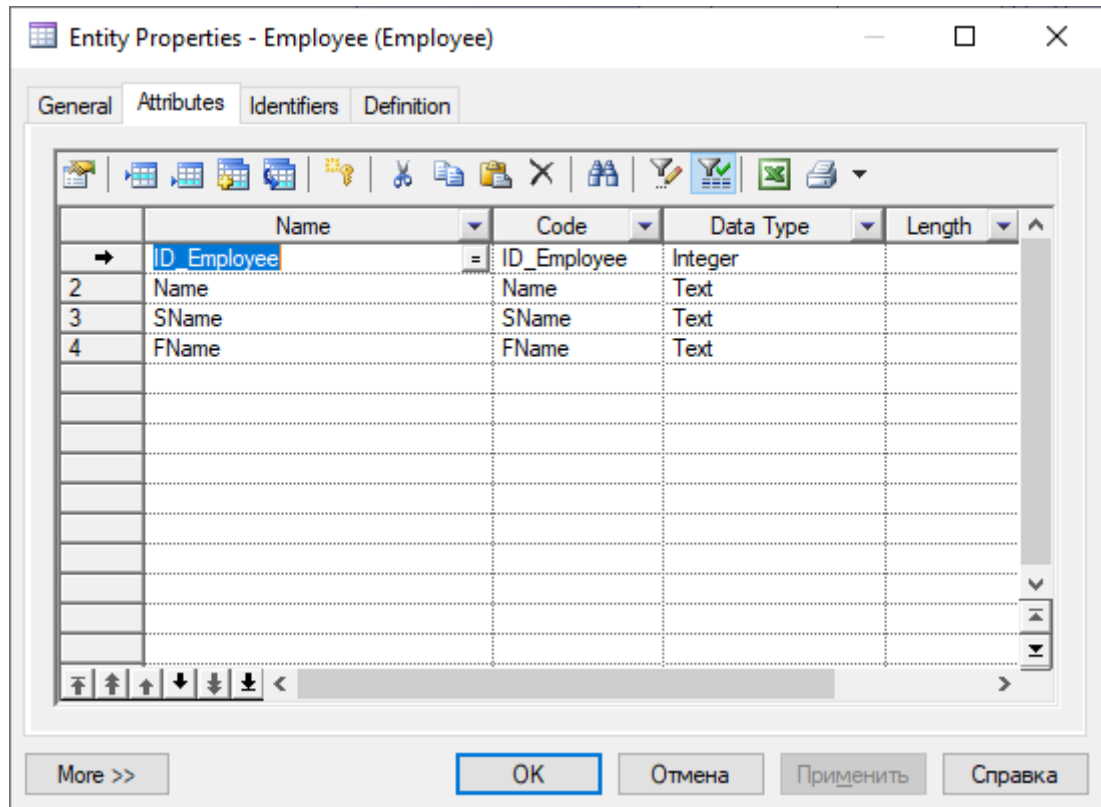 Entity Properties - Employee (Employee)
General Attributes Identifiers Definition
Name Code Data Type Length
ID_Employee = ID_Employee Integer
2 Name Name Text
3 SName SName Text
4 FName FName Text
More >> OK Отмена Применить Справка